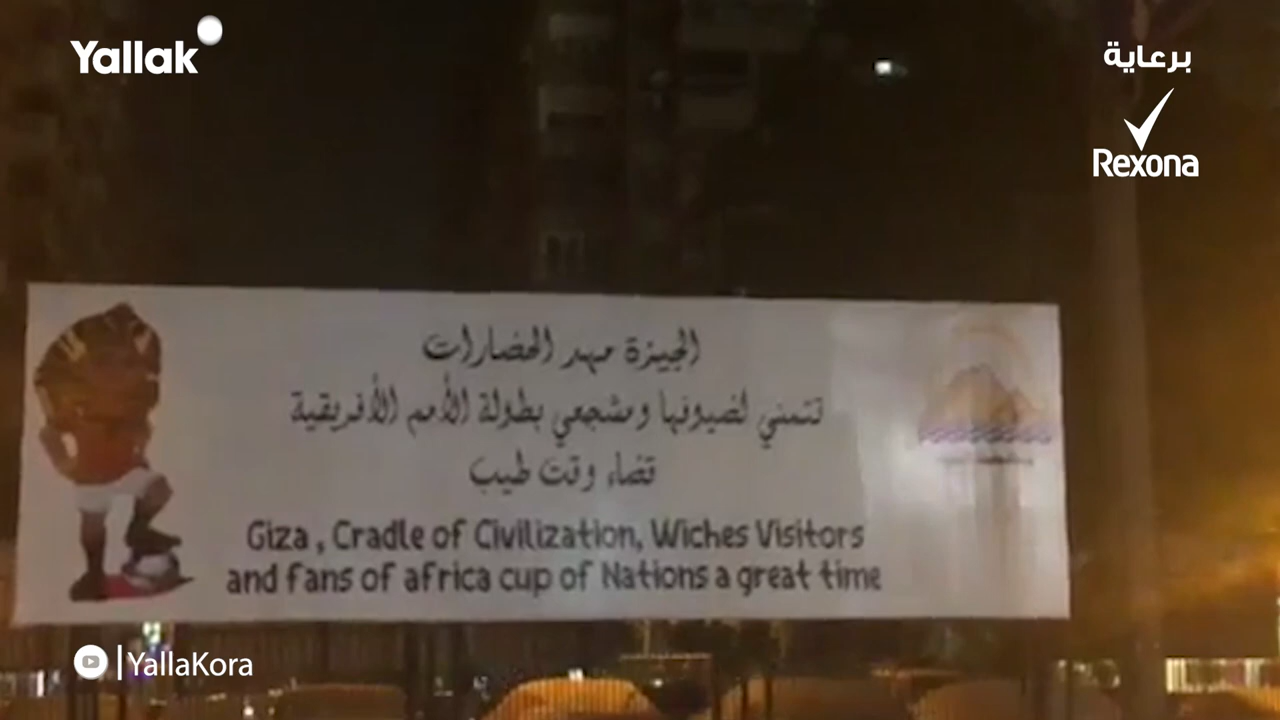 Yallak
برعاية
Rexona
الجيزة مهد الحضارات
تتمني لضيوفها ومشجعي بطولة الأمم الأفريقية
قضاء وقت طيب
Giza , Cradle of Civilization, Wiches Visitors
and fans of africa cup of Nations a great time
YallaKora